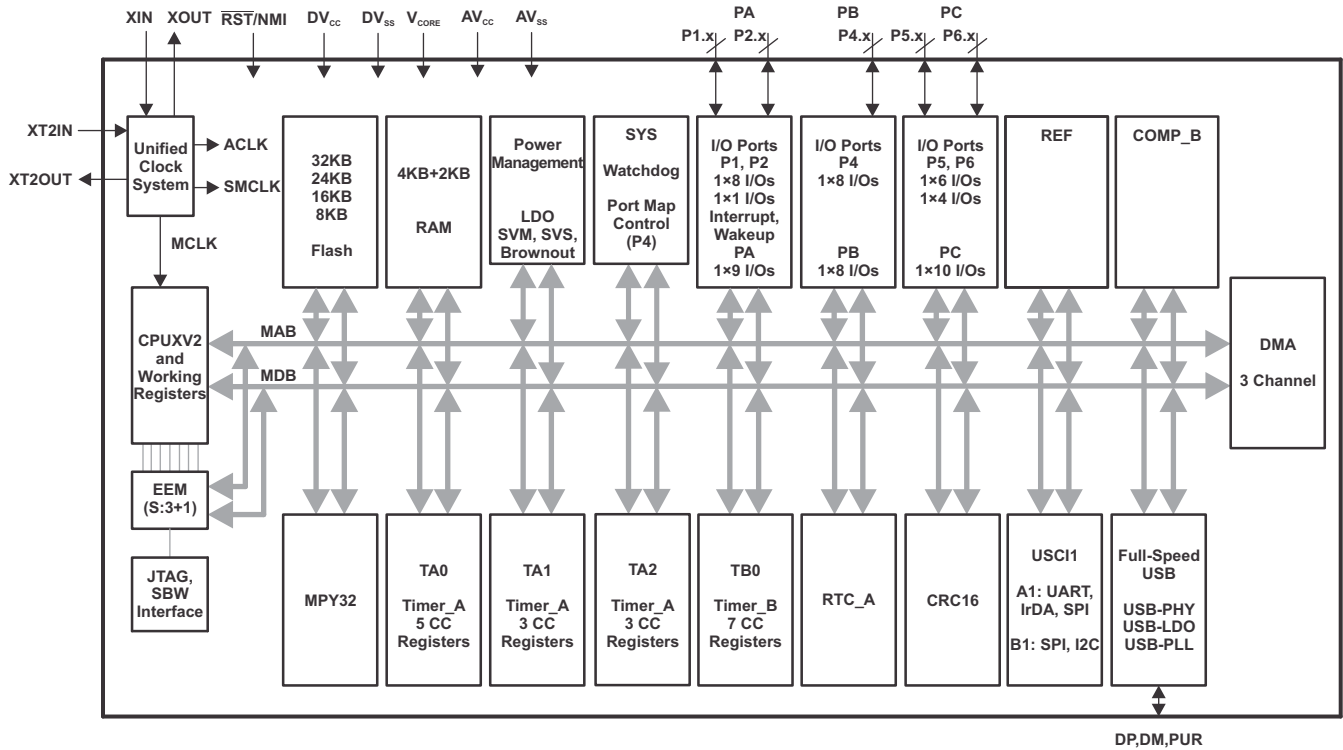 XIN XOUT RST/NMI DVCC DVSS VCORE AVCC AVSS
PA PB PC
P1.x P2.x P4.x P5.x P6.x
XT2IN
XT2OUT
Unified
Clock
System
ACLK
SMCLK
MCLK
32KB
24KB
16KB
8KB
Flash
4KB+2KB
RAM
Power
Management
LDO
SVM, SVS,
Brownout
SYS
Watchdog
Port Map
Control
(P4)
I/O Ports
P1, P2
1×8 I/Os
1×1 I/Os
Interrupt,
Wakeup
PA
1×9 I/Os
I/O Ports
P4
1×8 I/Os
PB
1×8 I/Os
I/O Ports
P5, P6
1×6 I/Os
1×4 I/Os
PC
1×10 I/Os
REF
COMP_B
CPUXV2
and
Working
Registers
MAB
MDB
DMA
3 Channel
EEM
(S:3+1)
JTAG,
SBW
Interface
MPY32
TA0
Timer_A
5 CC
Registers
TA1
Timer_A
3 CC
Registers
TA2
Timer_A
3 CC
Registers
TB0
Timer_B
7 CC
Registers
RTC_A
CRC16
USCI1
A1: UART,
IrDA, SPI
B1: SPI, I2C
Full-Speed
USB
USB-PHY
USB-LDO
USB-PLL
DP,DM,PUR